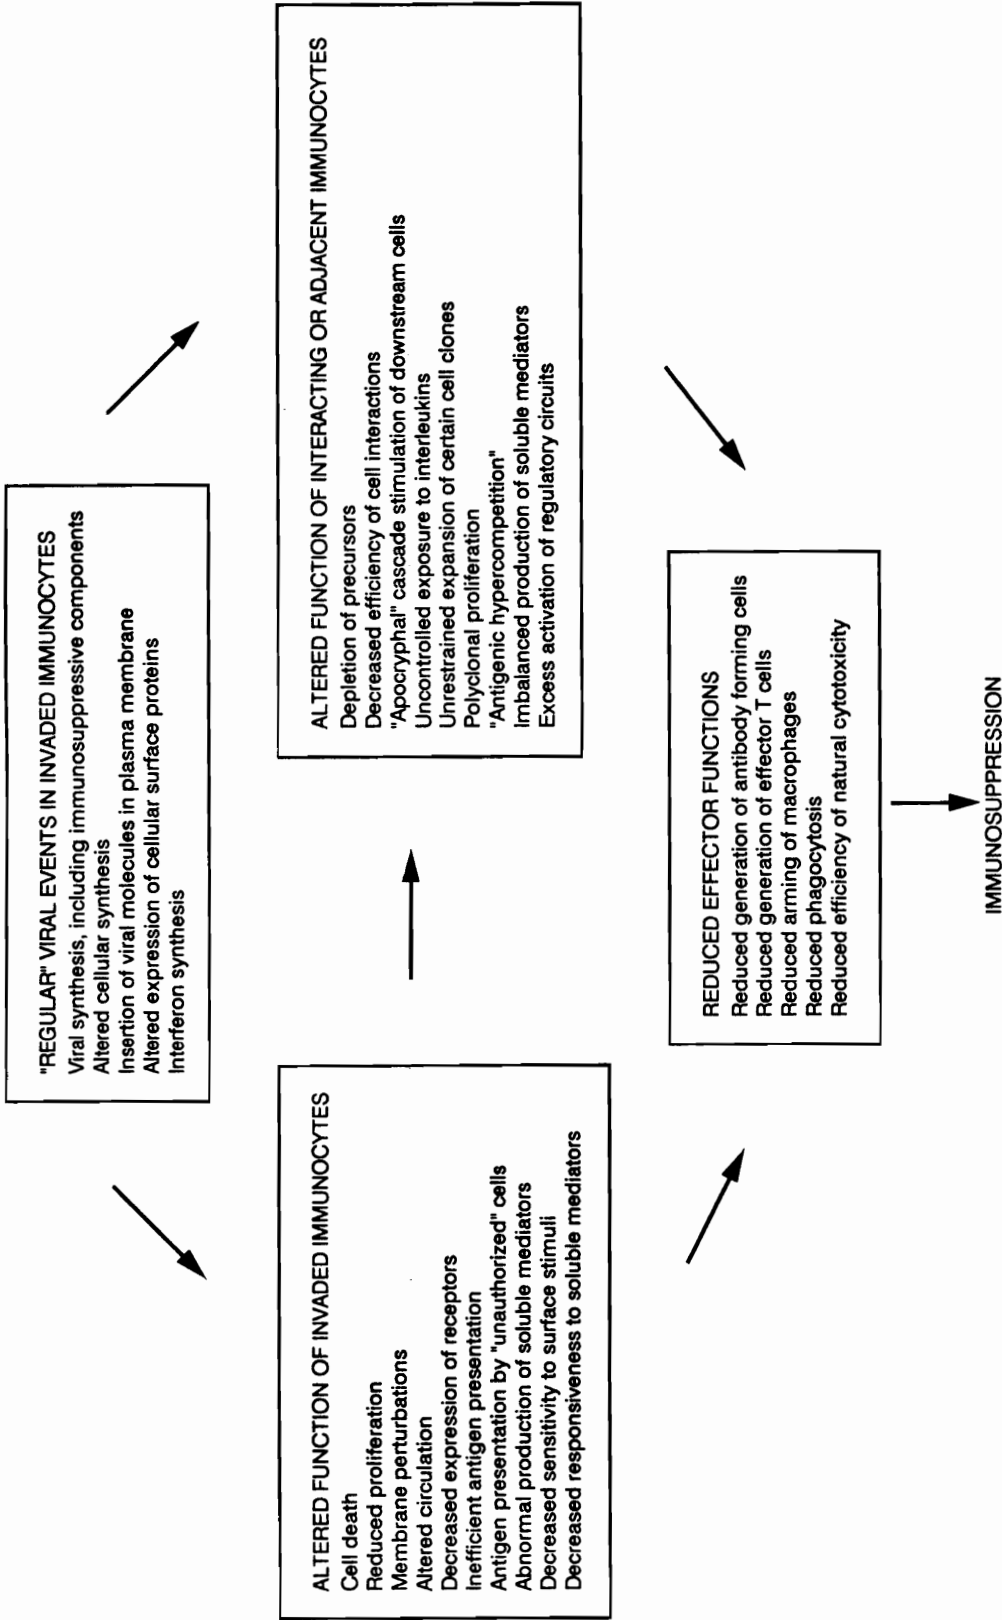 "REGULAR" VIRAL EVENTS IN INVADED IMMUNOCYTES
Viral synthesis, including immunosuppressive components
Altered cellular synthesis
Insertion of viral molecules in plasma membrane
Altered expression of cellular surface proteins
Interferon synthesis
ALTERED FUNCTION OF INVADED IMMUNOCYTES
Cell death
Reduced proliferation
Membrane perturbations
Altered circulation
Decreased expression of receptors
Inefficient antigen presentation
Antigen presentation by "unauthorized" cells
Abnormal production of soluble mediators
Decreased sensitivity to surface stimuli
Decreased responsiveness to soluble mediators
ALTERED FUNCTION OF INTERACTING OR ADJACENT IMMUNOCYTES
Depletion of precursors
Decreased efficiency of cell interactions
"Apocryphal" cascade stimulation of downstream cells
Uncontrolled exposure to interleukins
Unrestrained expansion of certain cell clones
Polyclonal proliferation
"Antigenic hypercompetition"
Imbalanced production of soluble mediators
Excess activation of regulatory circuits
REDUCED EFFECTOR FUNCTIONS
Reduced generation of antibody forming cells
Reduced generation of effector T cells
Reduced arming of macrophages
Reduced phagocytosis
Reduced efficiency of natural cytotoxicity
IMMUNOSUPPRESSION